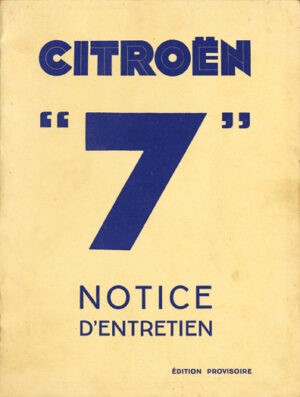 CITROËN
“7”
NOTICE
D'ENTRETIEN
ÉDITION PROVISOIRE